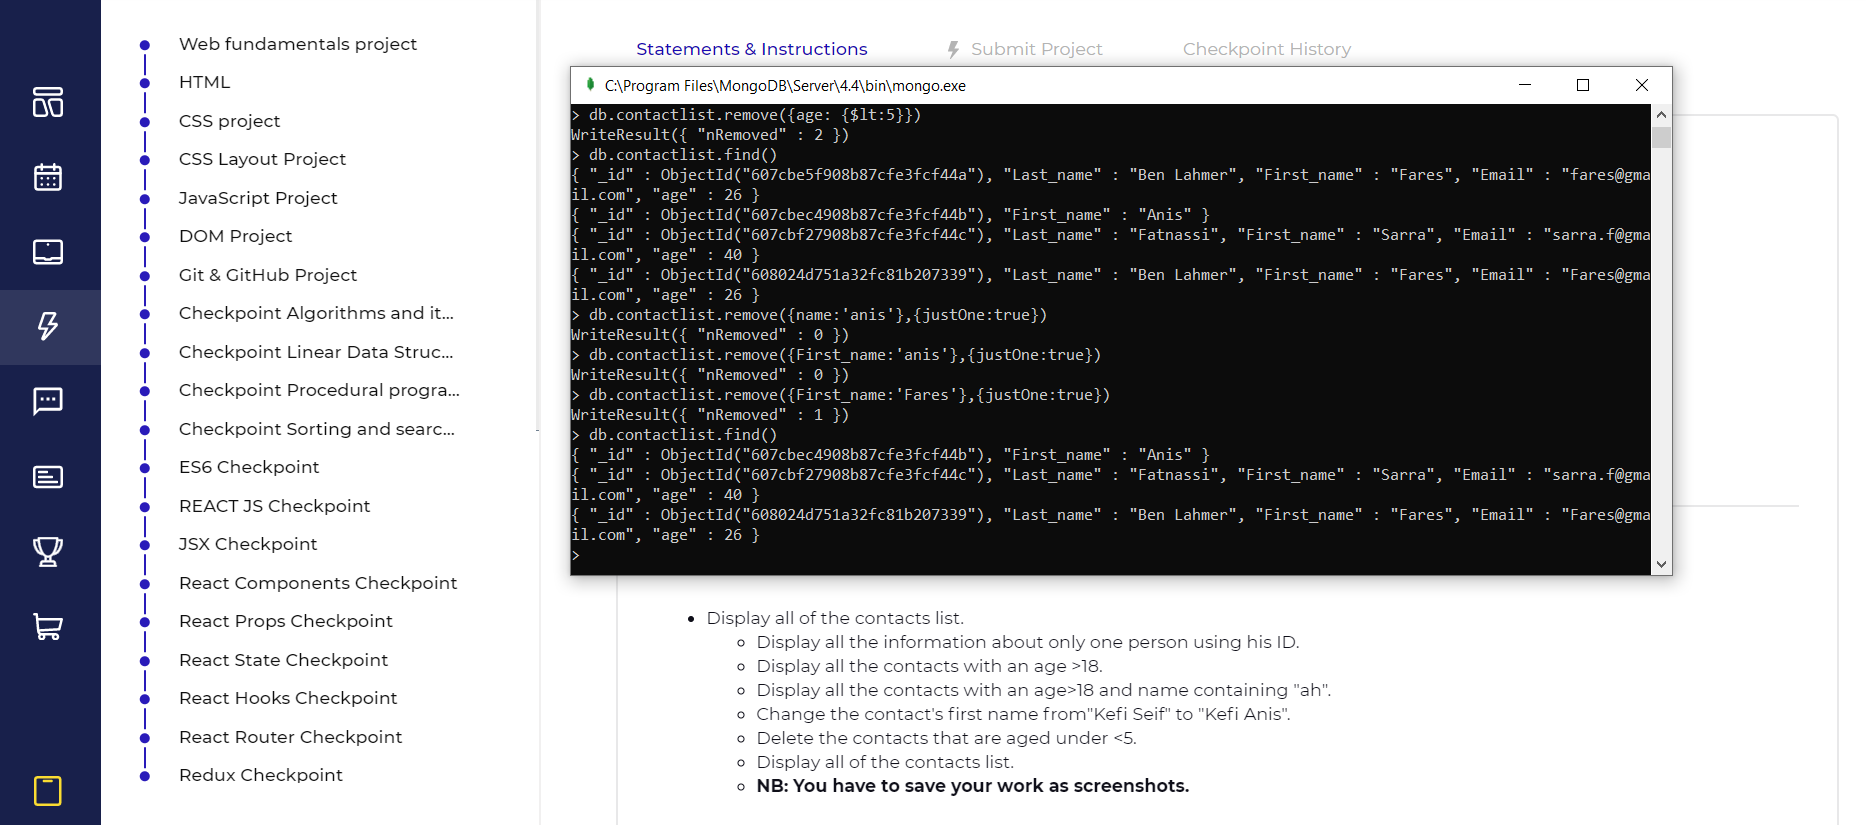 Web fundamentals project
HTML
CSS project
CSS Layout Project
JavaScript Project
DOM Project
Git & GitHub Project
Checkpoint Algorithms and it...
Checkpoint Linear Data Struc...
Checkpoint Procedural progra...
Checkpoint Sorting and searc...
ES6 Checkpoint
REACT JS Checkpoint
JSX Checkpoint
React Components Checkpoint
React Props Checkpoint
React State Checkpoint
React Hooks Checkpoint
React Router Checkpoint
Redux Checkpoint
Statements & Instructions
Submit Project
Checkpoint History
C:\Program Files\MongoDB\Server\4.4\bin\mongo.exe
> db.contactlist.remove({age: {$lt:5}})
WriteResult({ "nRemoved" : 2 })
> db.contactlist.find()
{ "_id" : ObjectId("607cbe5f908b87cfe3fcf44a"), "Last_name" : "Ben Lahmer", "First_name" : "Fares", "Email" : "fares@gma
il.com", "age" : 26 }
{ "_id" : ObjectId("607cbec4908b87cfe3fcf44b"), "First_name" : "Anis" }
{ "_id" : ObjectId("607cbf27908b87cfe3fcf44c"), "Last_name" : "Fatnassi", "First_name" : "Sarra", "Email" : "sarra.f@gma
il.com", "age" : 40 }
{ "_id" : ObjectId("608024d751a32fc81b207339"), "Last_name" : "Ben Lahmer", "First_name" : "Fares", "Email" : "Fares@gma
il.com", "age" : 26 }
> db.contactlist.remove({name:'anis'},{justOne:true})
WriteResult({ "nRemoved" : 0 })
> db.contactlist.remove({First_name:'anis'},{justOne:true})
WriteResult({ "nRemoved" : 0 })
> db.contactlist.remove({First_name:'Fares'},{justOne:true})
WriteResult({ "nRemoved" : 1 })
> db.contactlist.find()
{ "_id" : ObjectId("607cbec4908b87cfe3fcf44b"), "First_name" : "Anis" }
{ "_id" : ObjectId("607cbf27908b87cfe3fcf44c"), "Last_name" : "Fatnassi", "First_name" : "Sarra", "Email" : "sarra.f@gma
il.com", "age" : 40 }
{ "_id" : ObjectId("608024d751a32fc81b207339"), "Last_name" : "Ben Lahmer", "First_name" : "Fares", "Email" : "Fares@gma
il.com", "age" : 26 }
>
Display all of the contacts list.
Display all the information about only one person using his ID.
Display all the contacts with an age >18.
Display all the contacts with an age>18 and name containing "ah".
Change the contact's first name from"Kefi Seif" to "Kefi Anis".
Delete the contacts that are aged under <5.
Display all of the contacts list.
NB: You have to save your work as screenshots.